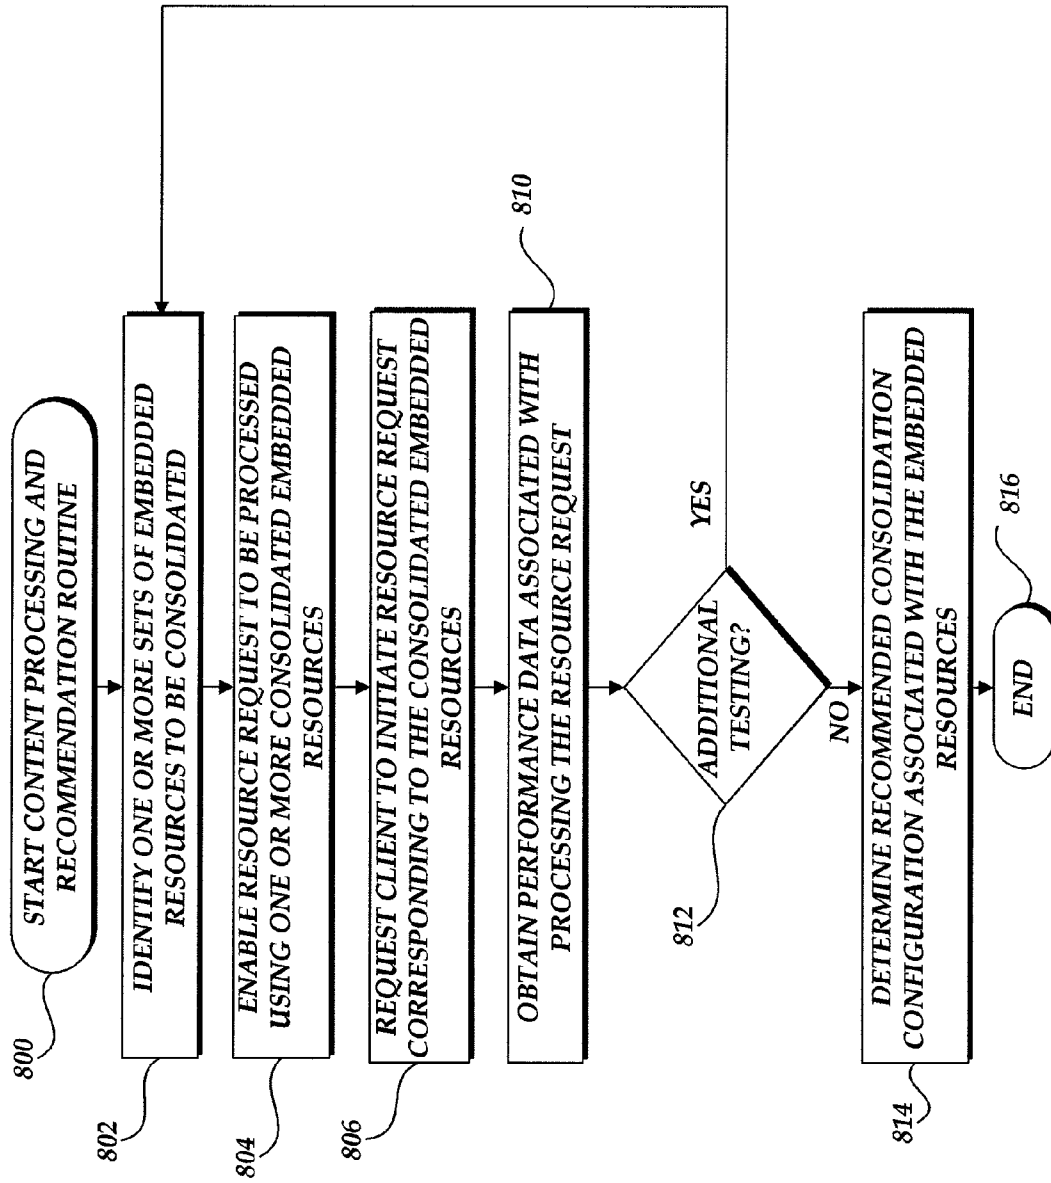 800
START CONTENT PROCESSING AND
RECOMMENDATION ROUTINE
802
IDENTIFY ONE OR MORE SETS OF EMBEDDED
RESOURCES TO BE CONSOLIDATED
804
ENABLE RESOURCE REQUEST TO BE PROCESSED
USING ONE OR MORE CONSOLIDATED EMBEDDED
RESOURCES
806
REQUEST CLIENT TO INITIATE RESOURCE REQUEST
CORRESPONDING TO THE CONSOLIDATED EMBEDDED
RESOURCES
810
OBTAIN PERFORMANCE DATA ASSOCIATED WITH
PROCESSING THE RESOURCE REQUEST
812
ADDITIONAL
TESTING?
YES
NO
814
DETERMINE RECOMMENDED CONSOLIDATION
CONFIGURATION ASSOCIATED WITH THE EMBEDDED
RESOURCES
816
END